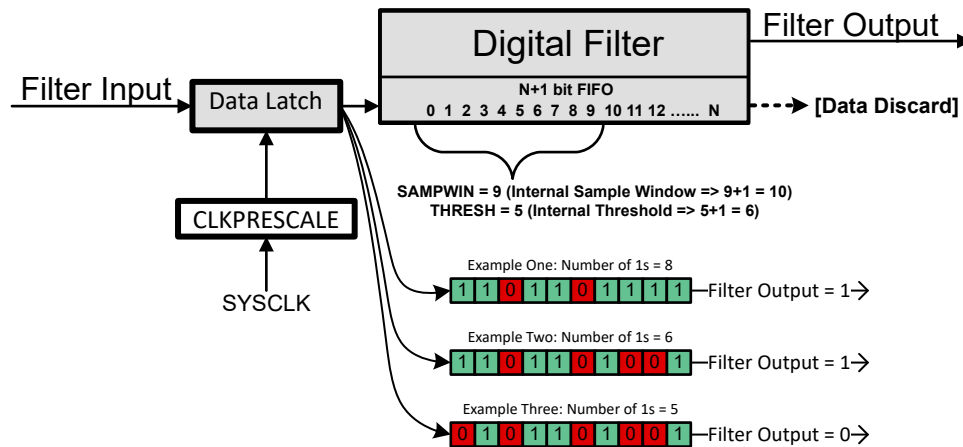 Filter Output
Digital Filter
Filter Input
Data Latch
N+1 bit FIFO
0 1 2 3 4 5 6 7 8 9 10 11 12 …... N
[Data Discard]
SAMPWIN = 9 (Internal Sample Window => 9+1 = 10)
THRESH = 5 (Internal Threshold => 5+1 = 6)
CLKPRESCALE
SYSCLK
Example One: Number of 1s = 8
1 1 0 1 1 0 1 1 1 1 Filter Output = 1
Example Two: Number of 1s = 6
1 1 0 1 1 0 1 0 0 1 Filter Output = 1
Example Three: Number of 1s = 5
0 1 0 1 1 0 1 0 0 1 Filter Output = 0